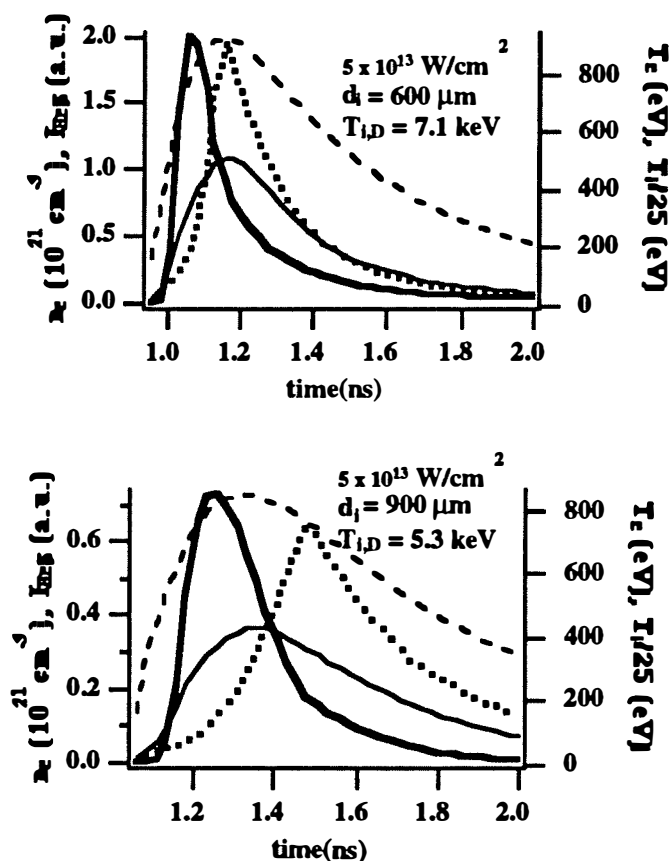 n_e (10^21 cm^-3), I_Brg (a.u.)
2.0
1.5
1.0
0.5
0.0
5 x 10^13 W/cm^2
d_i = 600 μm
T_i,D = 7.1 keV
800
600
400
200
0
T_E (eV), T_i/25 (eV)
1.0 1.2 1.4 1.6 1.8 2.0
time(ns)
n_e (10^21 cm^-3), I_Brg (a.u.)
0.6
0.4
0.2
0.0
5 x 10^13 W/cm^2
d_i = 900 μm
T_i,D = 5.3 keV
800
600
400
200
0
T_E (eV), T_i/25 (eV)
1.2 1.4 1.6 1.8 2.0
time(ns)